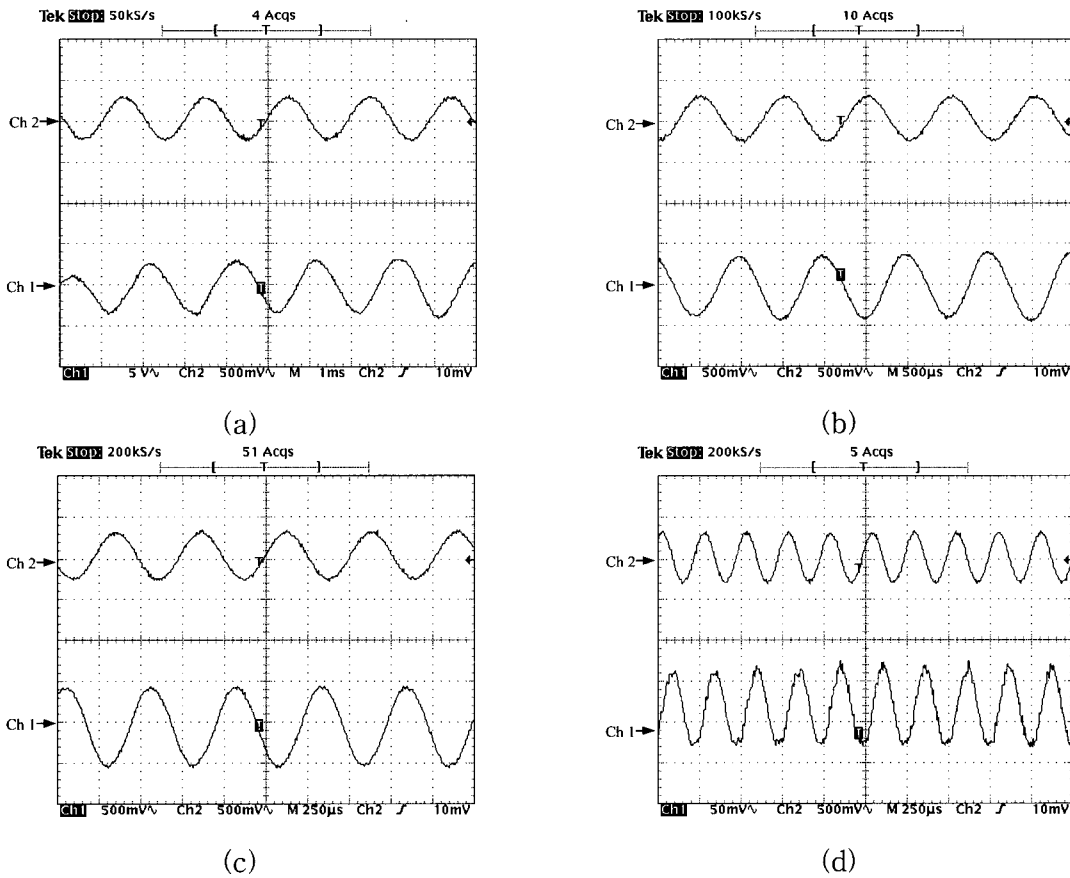 Tek Stop: 50kS/s 4 Acqs
[ T ]
T
Ch 2
Ch 1
T
Ch1 5 V∿ Ch2 500mV∿ M 1ms Ch2 ƒ 10mV
(a)
Tek Stop: 100kS/s 10 Acqs
[ T ]
T
Ch 2
Ch 1
T
Ch1 500mV∿ Ch2 500mV∿ M 500µs Ch2 ƒ 10mV
(b)
Tek Stop: 200kS/s 51 Acqs
[ T ]
T
Ch 2
Ch 1
T
Ch1 500mV∿ Ch2 500mV∿ M 250µs Ch2 ƒ 10mV
(c)
Tek Stop: 200kS/s 5 Acqs
[ T ]
T
Ch 2
Ch 1
T
Ch1 50mV∿ Ch2 500mV∿ M 250µs Ch2 ƒ 10mV
(d)